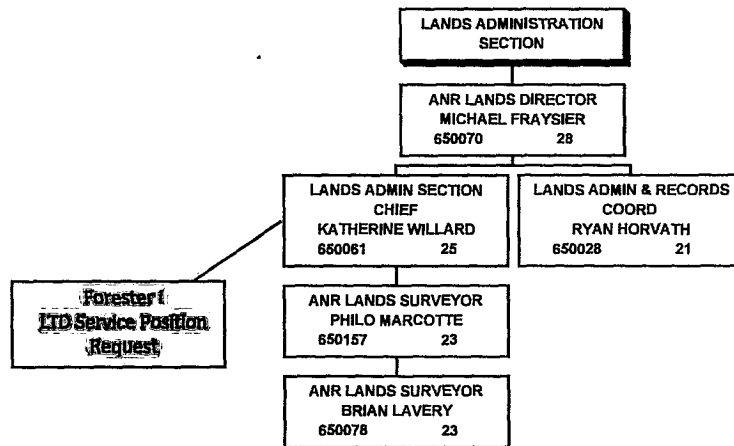 LANDS ADMINISTRATION
SECTION
ANR LANDS DIRECTOR
MICHAEL FRAYSIER
650070 28
LANDS ADMIN SECTION
CHIEF
KATHERINE WILLARD
650061 25
LANDS ADMIN & RECORDS
COORD
RYAN HORVATH
650028 21
Forester I
LTD Service Position
Request
ANR LANDS SURVEYOR
PHILO MARCOTTE
650157 23
ANR LANDS SURVEYOR
BRIAN LAVERY
650078 23